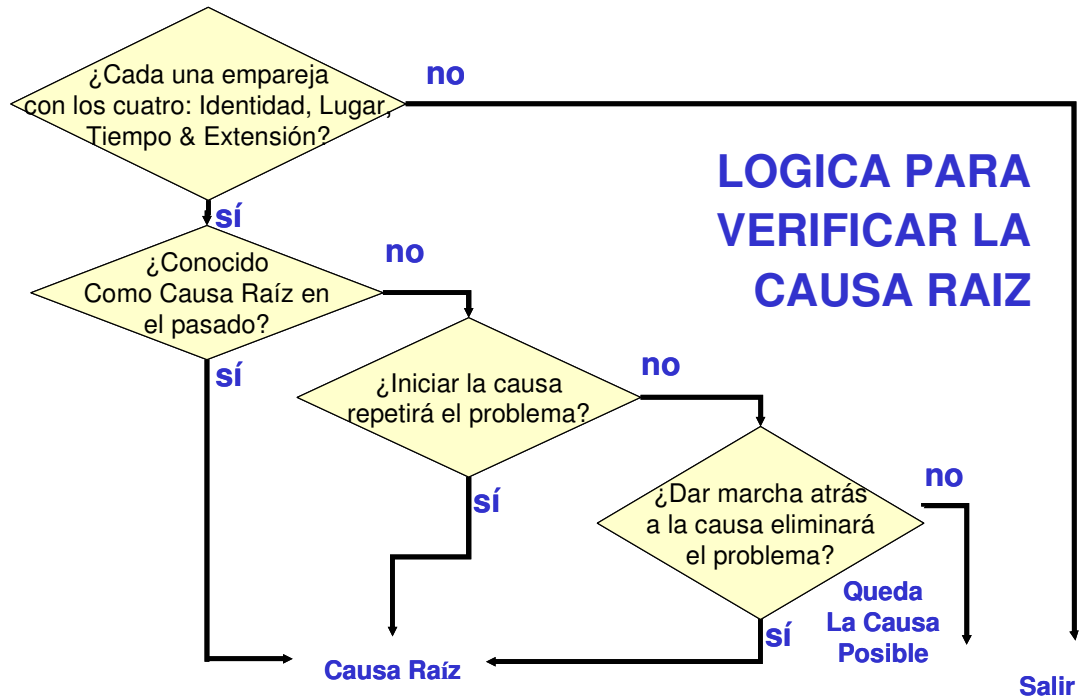 ¿Cada una empareja
con los cuatro: Identidad, Lugar,
Tiempo & Extensión?
no
LOGICA PARA
VERIFICAR LA
CAUSA RAIZ
sí
¿Conocido
Como Causa Raíz en
el pasado?
no
sí
¿Iniciar la causa
repetirá el problema?
no
sí
¿Dar marcha atrás
a la causa eliminará
el problema?
no
sí
Queda
La Causa
Posible
Causa Raíz
Salir